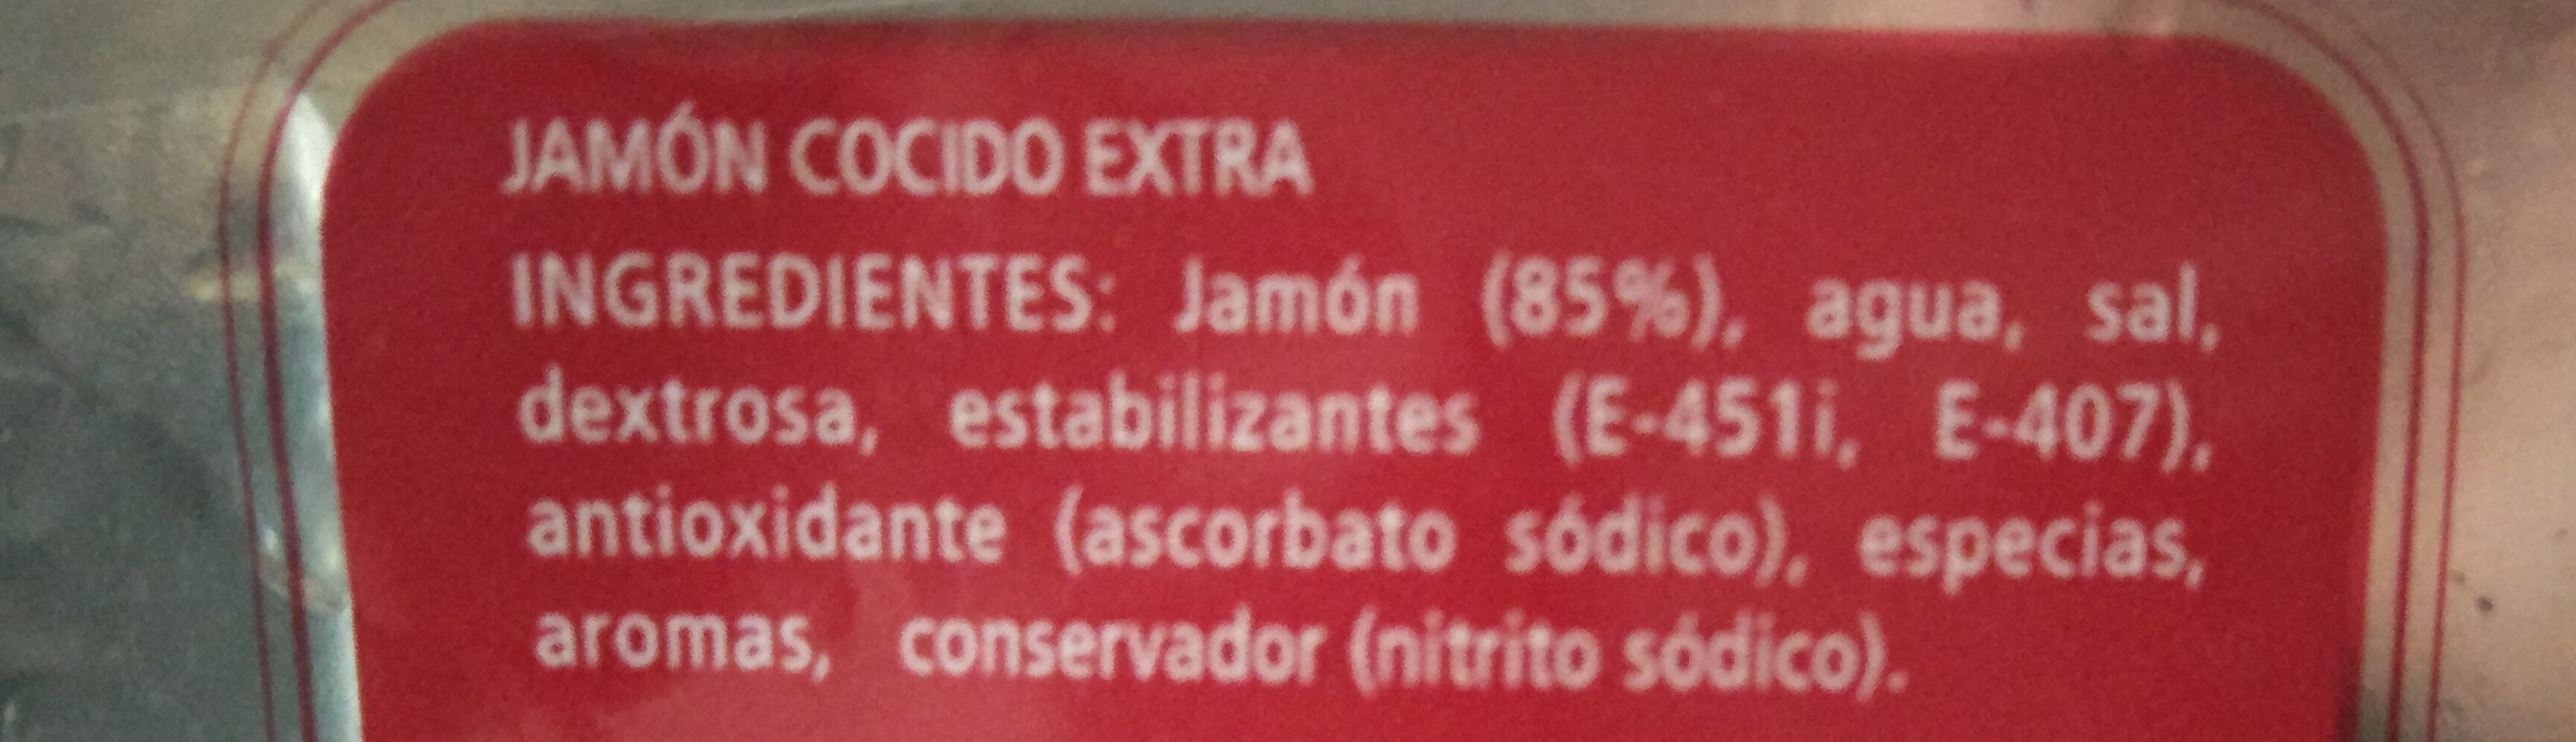 JAMÓN COCIDO EXTRA
INGREDIENTES: Jamón (85%), agua, sal,
dextrosa, estabilizantes (E-451i, E-407),
antioxidante (ascorbato sódico), especias,
aromas, conservador (nitrito sódico).